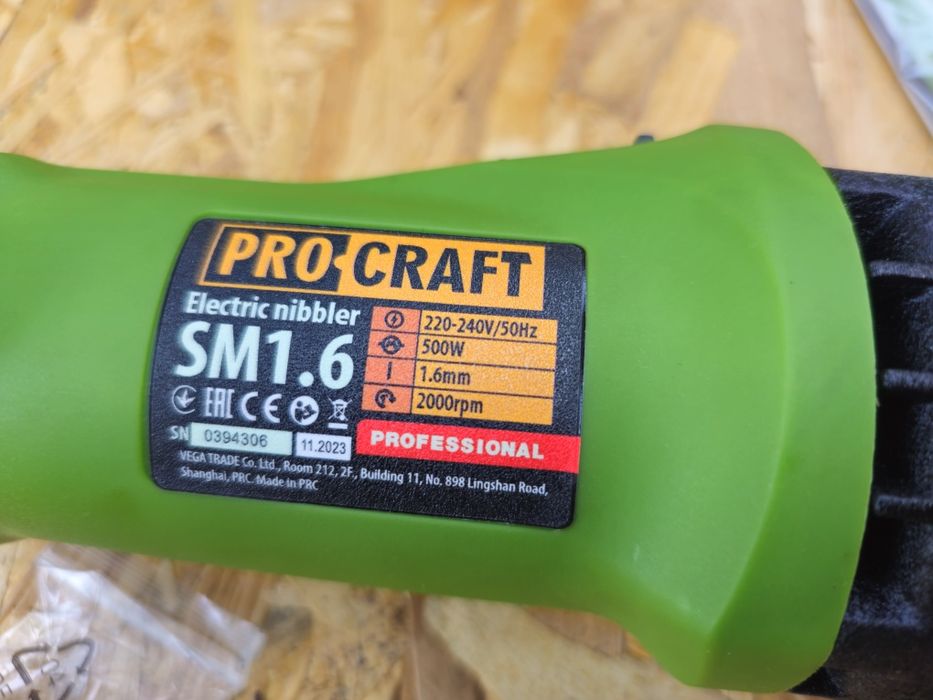 PRO CRAFT
Electric nibbler
SM1.6
220-240V/50Hz
500W
1.6mm
2000rpm
EAC CE
SN 0394306 11.2023
PROFESSIONAL
VEGA TRADE Co. Ltd., Room 212, 2F., Building 11, No. 898 Lingshan Road,
Shanghai, PRC. Made in PRC